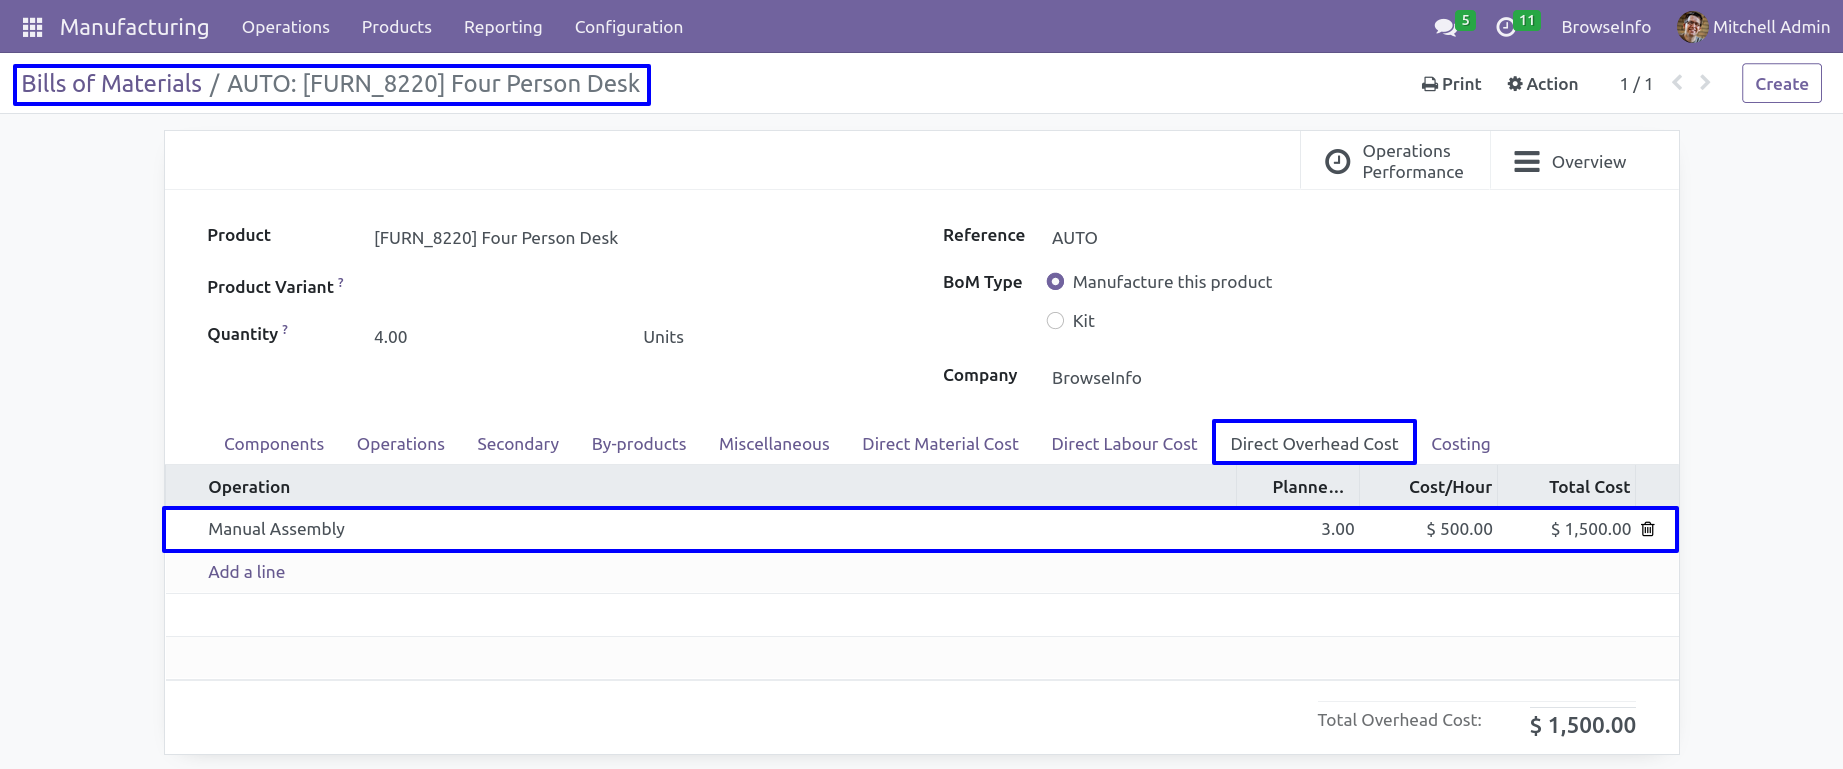 Manufacturing Operations Products Reporting Configuration 5 11 BrowseInfo Mitchell Admin
Bills of Materials / AUTO: [FURN_8220] Four Person Desk Print Action 1 / 1 Create
Operations
Performance
Overview
Product [FURN_8220] Four Person Desk
Reference AUTO
Product Variant ?
BoM Type Manufacture this product
Kit
Quantity ? 4.00 Units
Company BrowseInfo
Components Operations Secondary By-products Miscellaneous Direct Material Cost Direct Labour Cost Direct Overhead Cost Costing
Operation Planne... Cost/Hour Total Cost
Manual Assembly 3.00 $ 500.00 $ 1,500.00
Add a line
Total Overhead Cost: $ 1,500.00